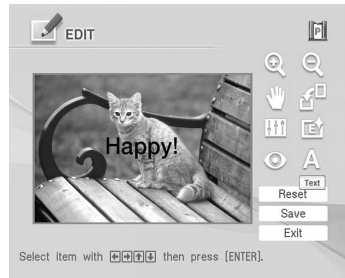 EDIT
P
Happy!
E
A
Text
Reset
Save
Exit
Select item with ←→↑↓ then press [ENTER].